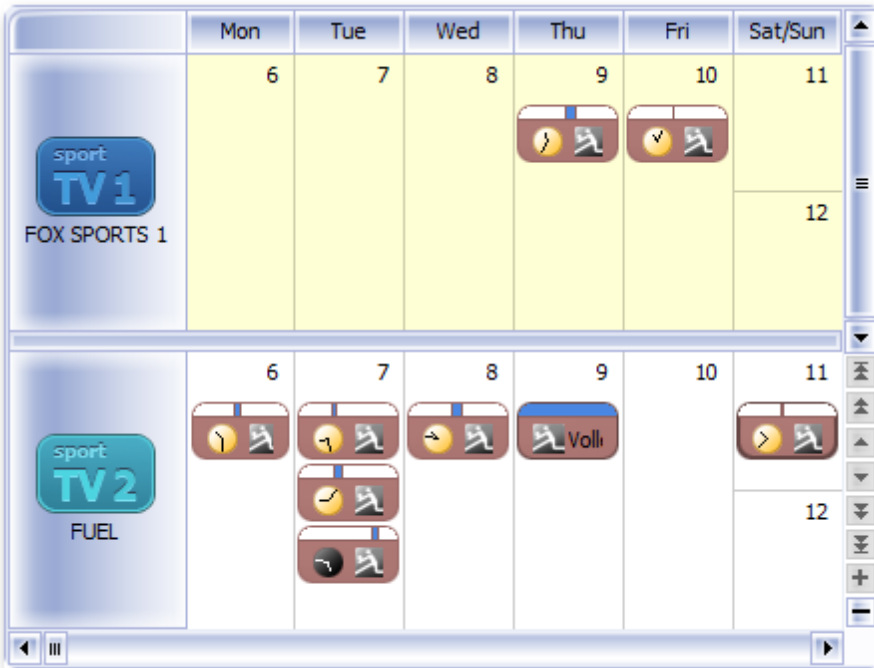 Mon Tue Wed Thu Fri Sat/Sun
6 7 8 9 10 11
sport
TV 1
FOX SPORTS 1
12
6 7 8 9 10 11
Voll
sport
TV 2
FUEL
12